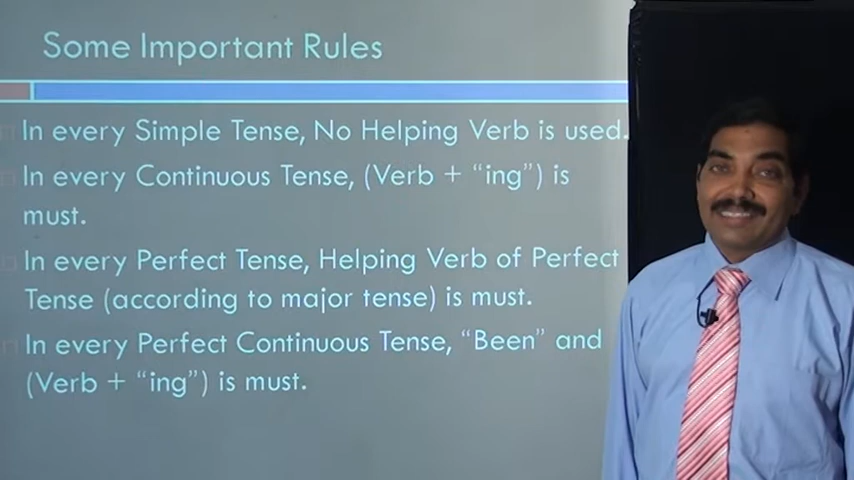 Some Important Rules
In every Simple Tense, No Helping Verb is used.
In every Continuous Tense, (Verb + "ing") is
must.
In every Perfect Tense, Helping Verb of Perfect
Tense (according to major tense) is must.
In every Perfect Continuous Tense, "Been" and
(Verb + "ing") is must.